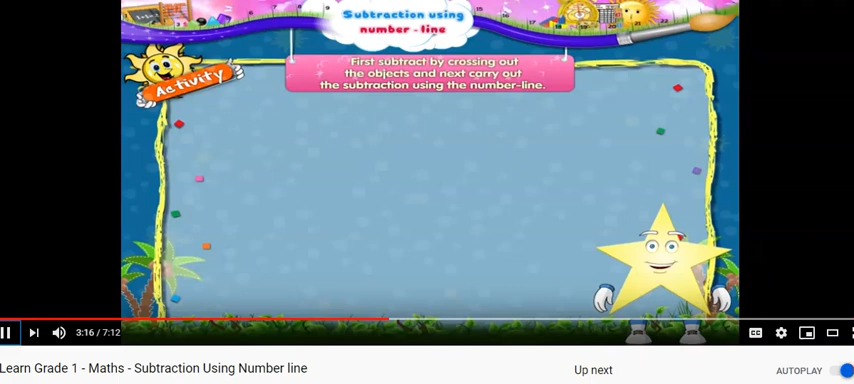 Subtraction using
number - line
First subtract by crossing out
the objects and next carry out
the subtraction using the number-line.
Activity
3:16 / 7:12
Learn Grade 1 - Maths - Subtraction Using Number line
Up next
AUTOPLAY